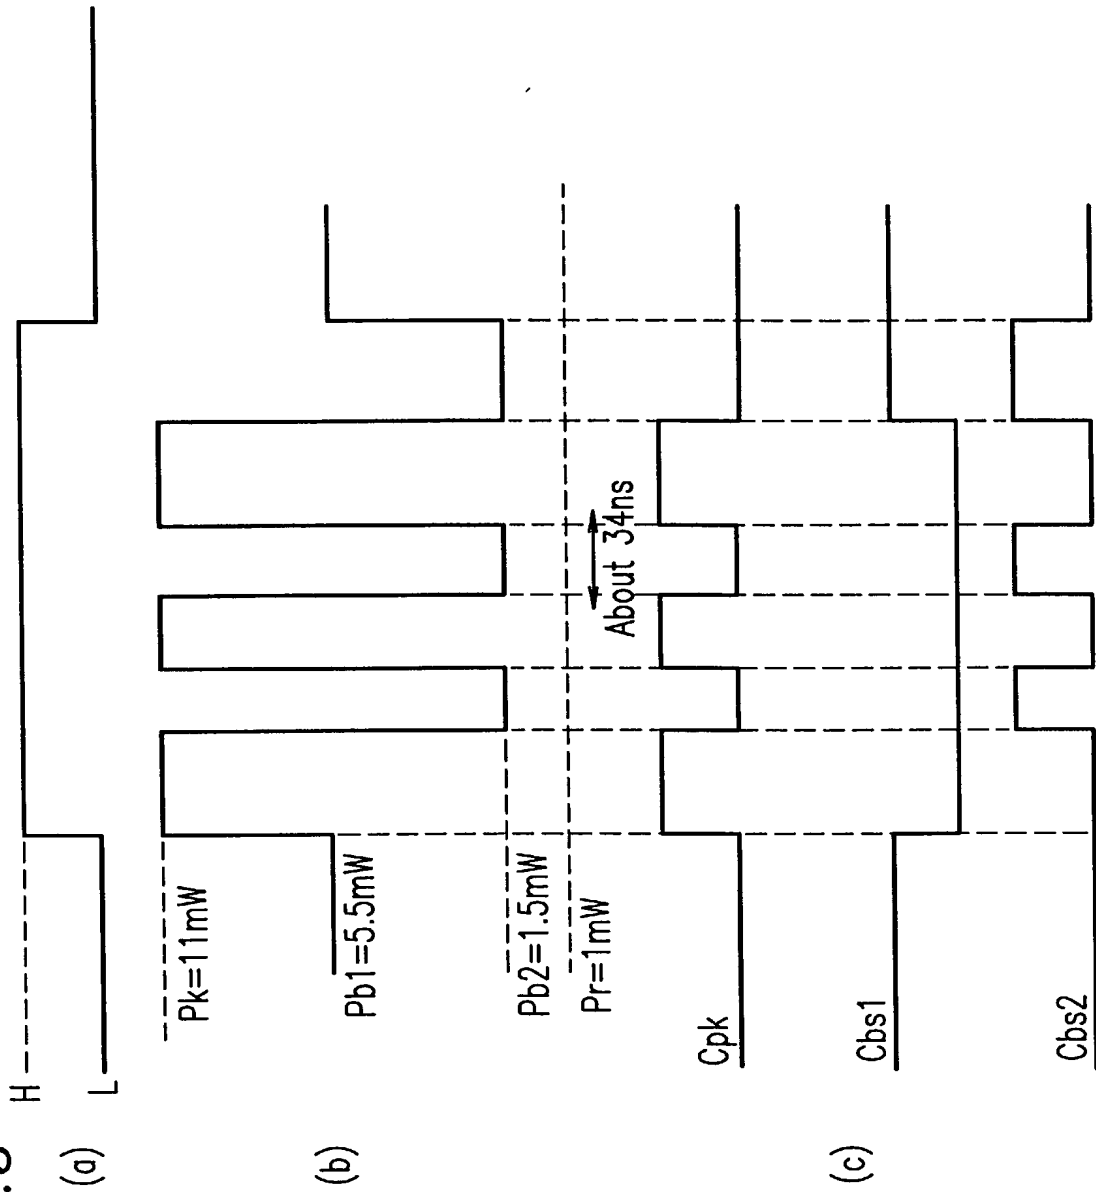 (a)
H
L
(b)
Pk=11mW
Pb1=5.5mW
Pb2=1.5mW
Pr=1mW
About 34ns
(c)
Cpk
Cbs1
Cbs2